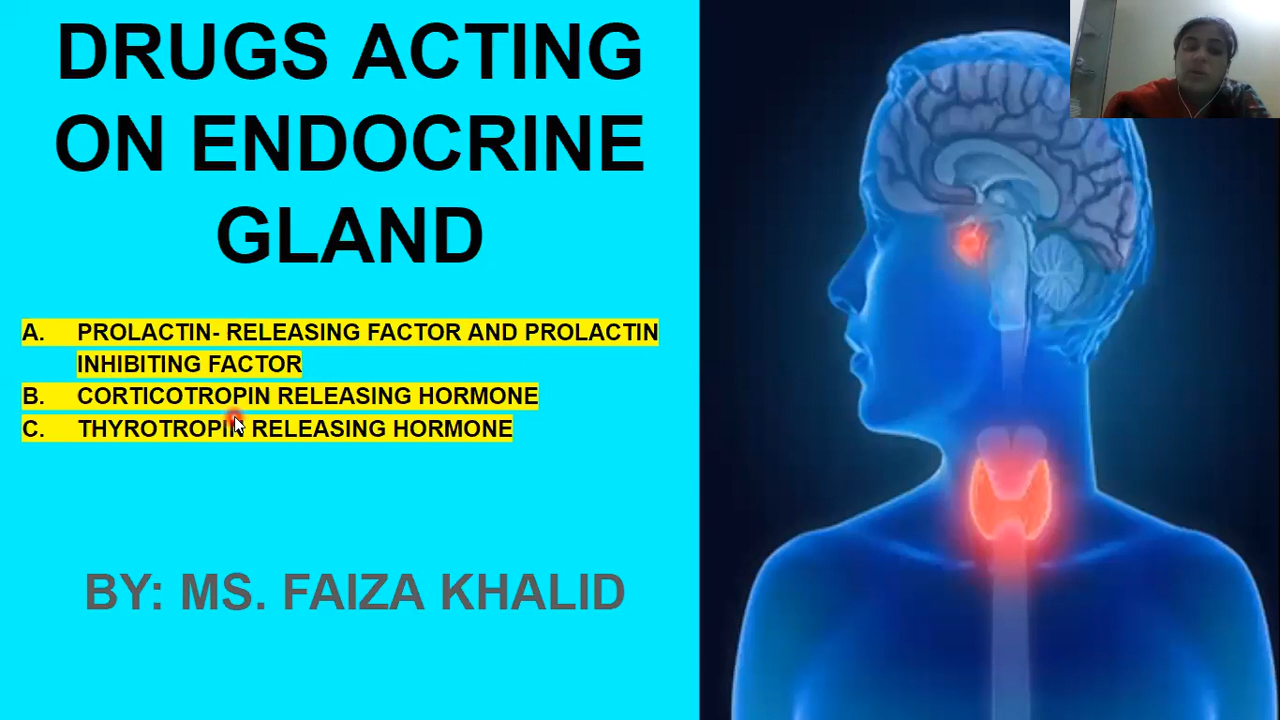 DRUGS ACTING
ON ENDOCRINE
GLAND
A. PROLACTIN- RELEASING FACTOR AND PROLACTIN
INHIBITING FACTOR
B. CORTICOTROPIN RELEASING HORMONE
C. THYROTROPIN RELEASING HORMONE
BY: MS. FAIZA KHALID